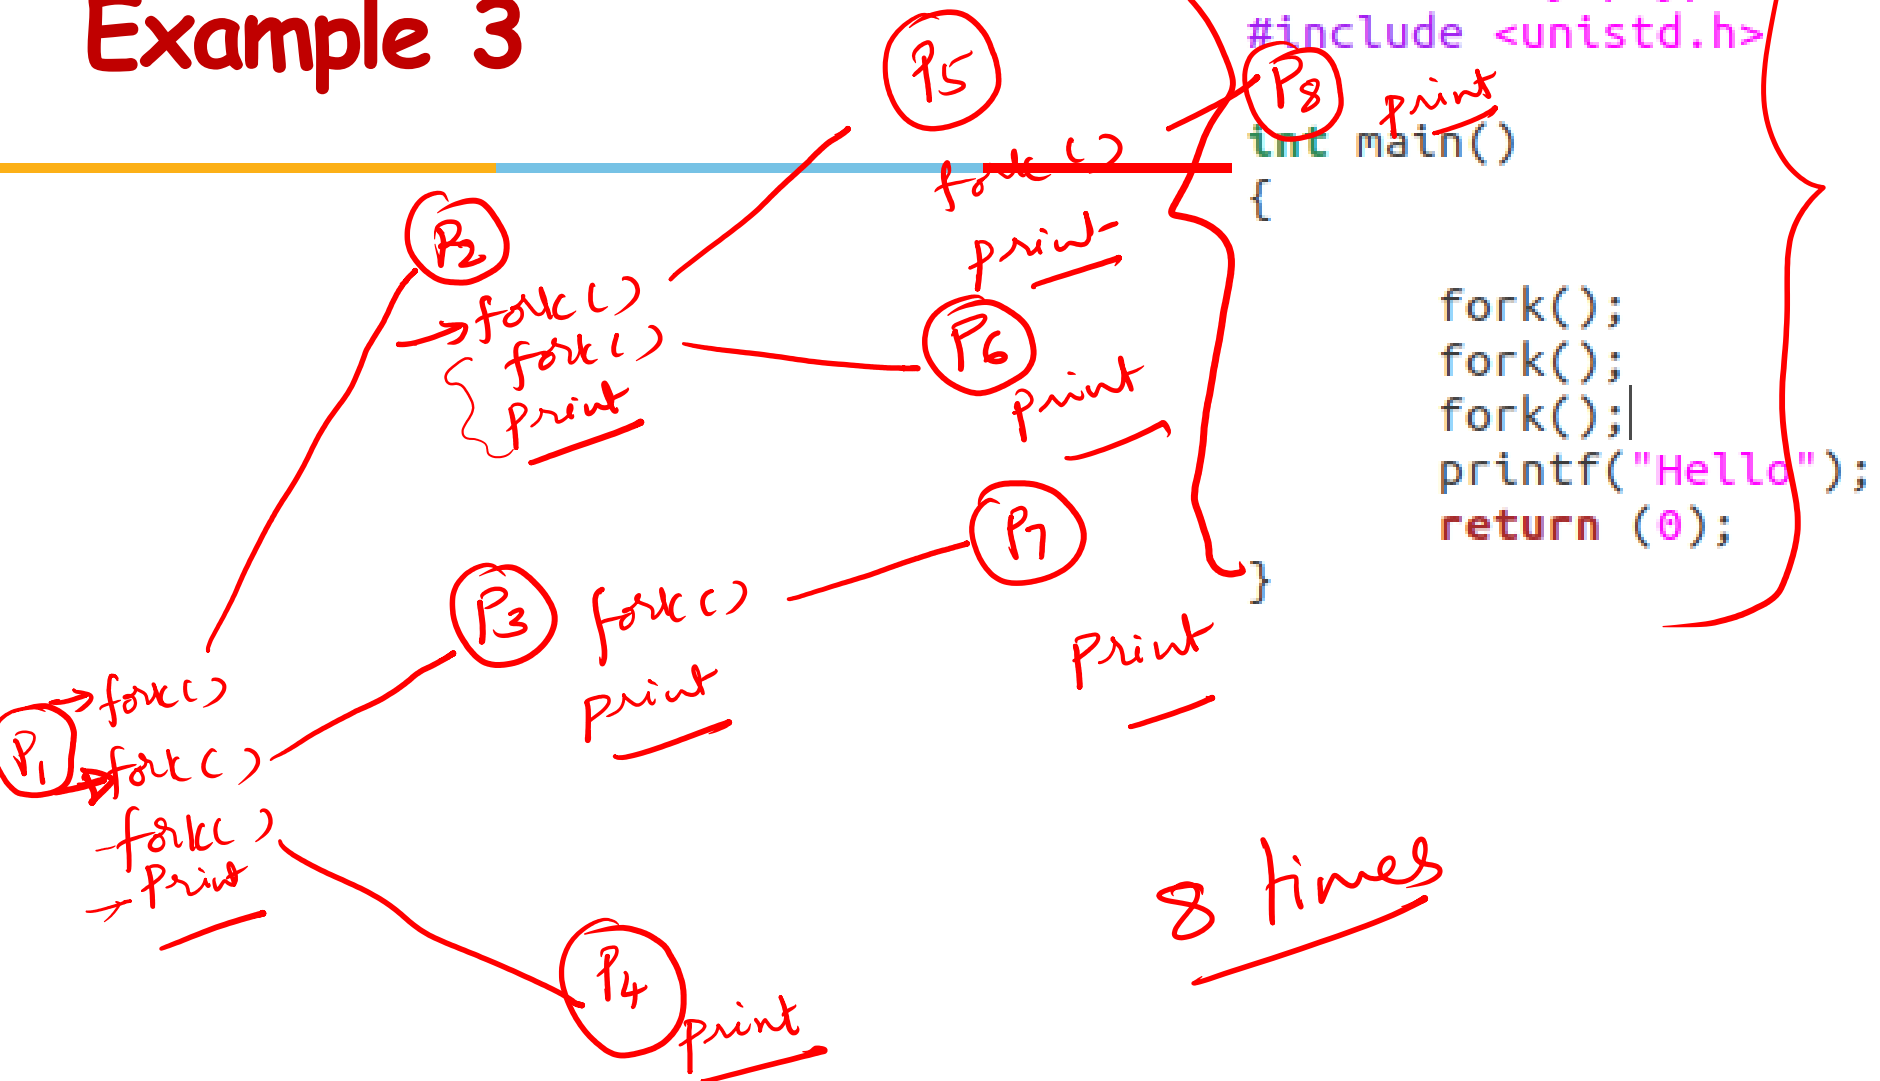 Example 3
#include <unistd.h>
int main()
{
fork();
fork();
fork();
printf("Hello");
return (0);
}
P1
fork()
fork()
fork()
Print
P2
fork()
fork()
Print
P3
fork()
print
P4
print
P5
fork()
print
P6
print
P7
Print
P8
print
8 times